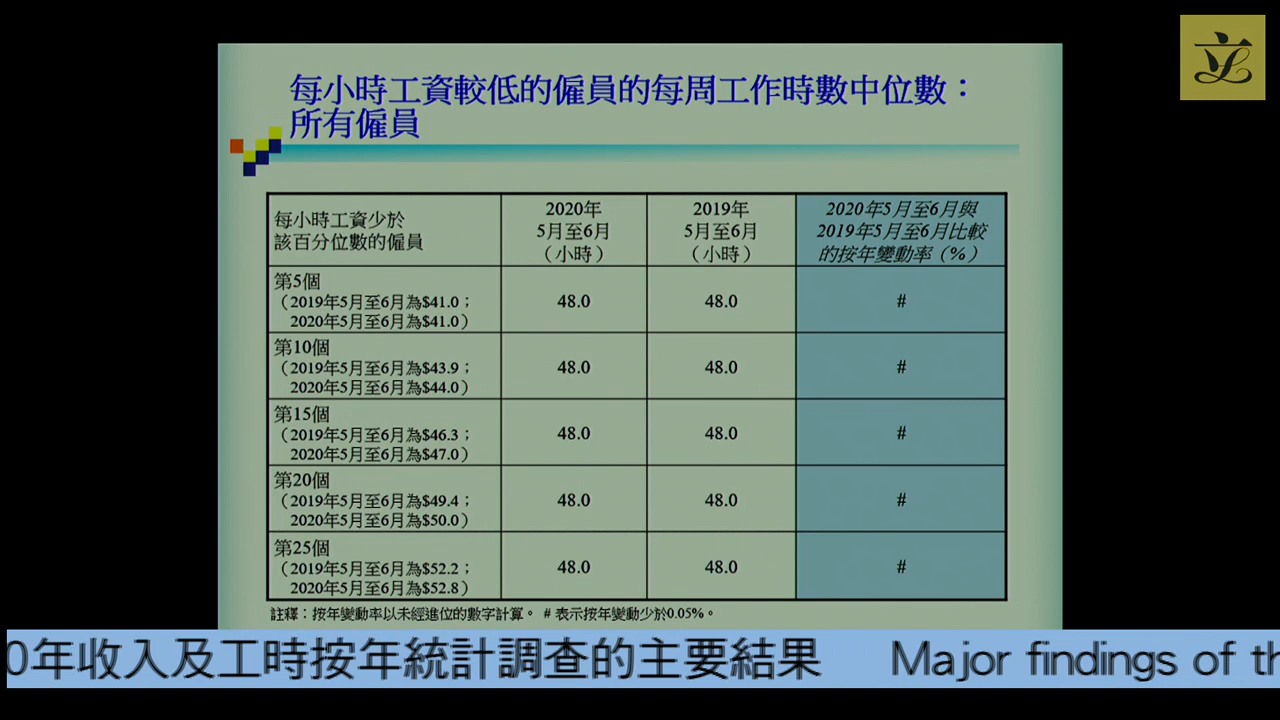 每小時工資較低的僱員的每周工作時數中位數：
所有僱員
每小時工資少於
該百分位數的僱員
2020年
5月至6月
（小時）
2019年
5月至6月
（小時）
2020年5月至6月與
2019年5月至6月比較
的按年變動率（%）
第5個
（2019年5月至6月為$41.0；
2020年5月至6月為$41.0）
48.0
48.0
#
第10個
（2019年5月至6月為$43.9；
2020年5月至6月為$44.0）
48.0
48.0
#
第15個
（2019年5月至6月為$46.3；
2020年5月至6月為$47.0）
48.0
48.0
#
第20個
（2019年5月至6月為$49.4；
2020年5月至6月為$50.0）
48.0
48.0
#
第25個
（2019年5月至6月為$52.2；
2020年5月至6月為$52.8）
48.0
48.0
#
註釋：按年變動率以未經進位的數字計算。 # 表示按年變動少於0.05%。
0年收入及工時按年統計調查的主要結果 Major findings of th